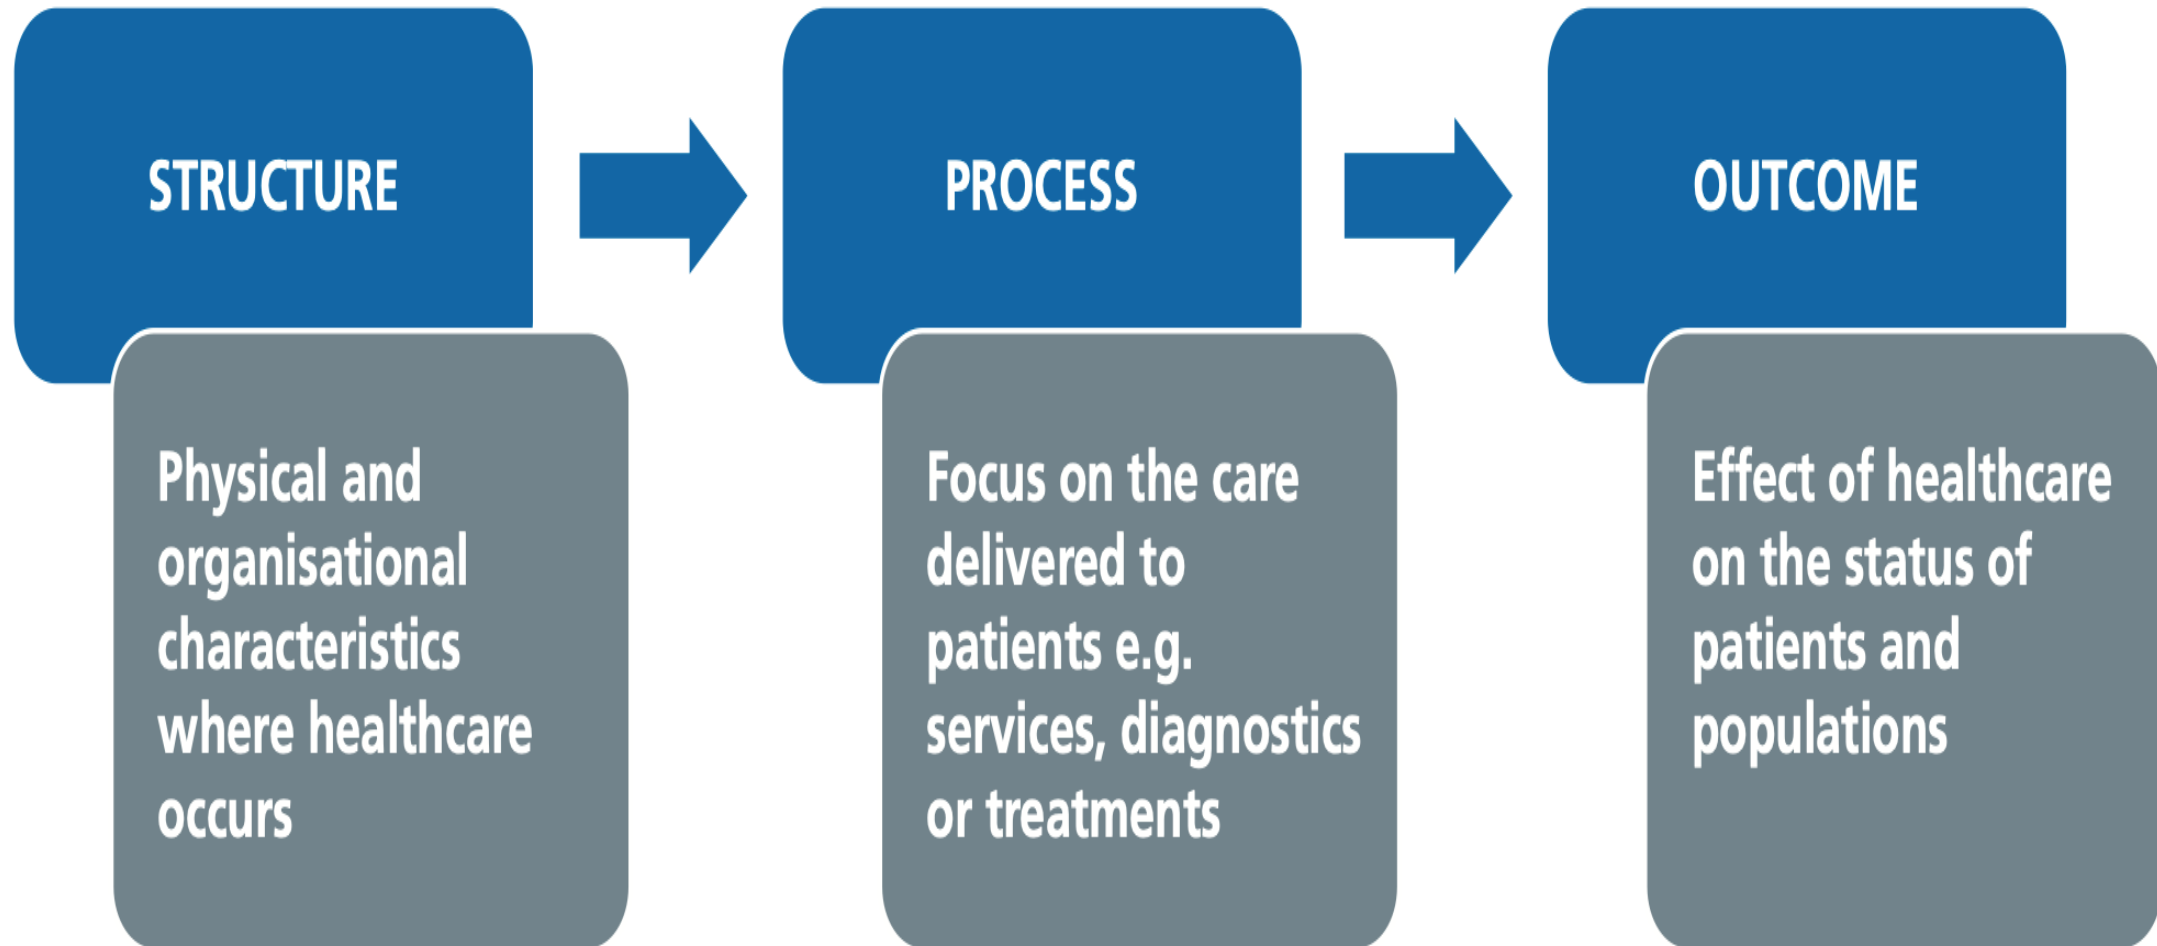 STRUCTURE
Physical and
organisational
characteristics
where healthcare
occurs
PROCESS
Focus on the care
delivered to
patients e.g.
services, diagnostics
or treatments
OUTCOME
Effect of healthcare
on the status of
patients and
populations